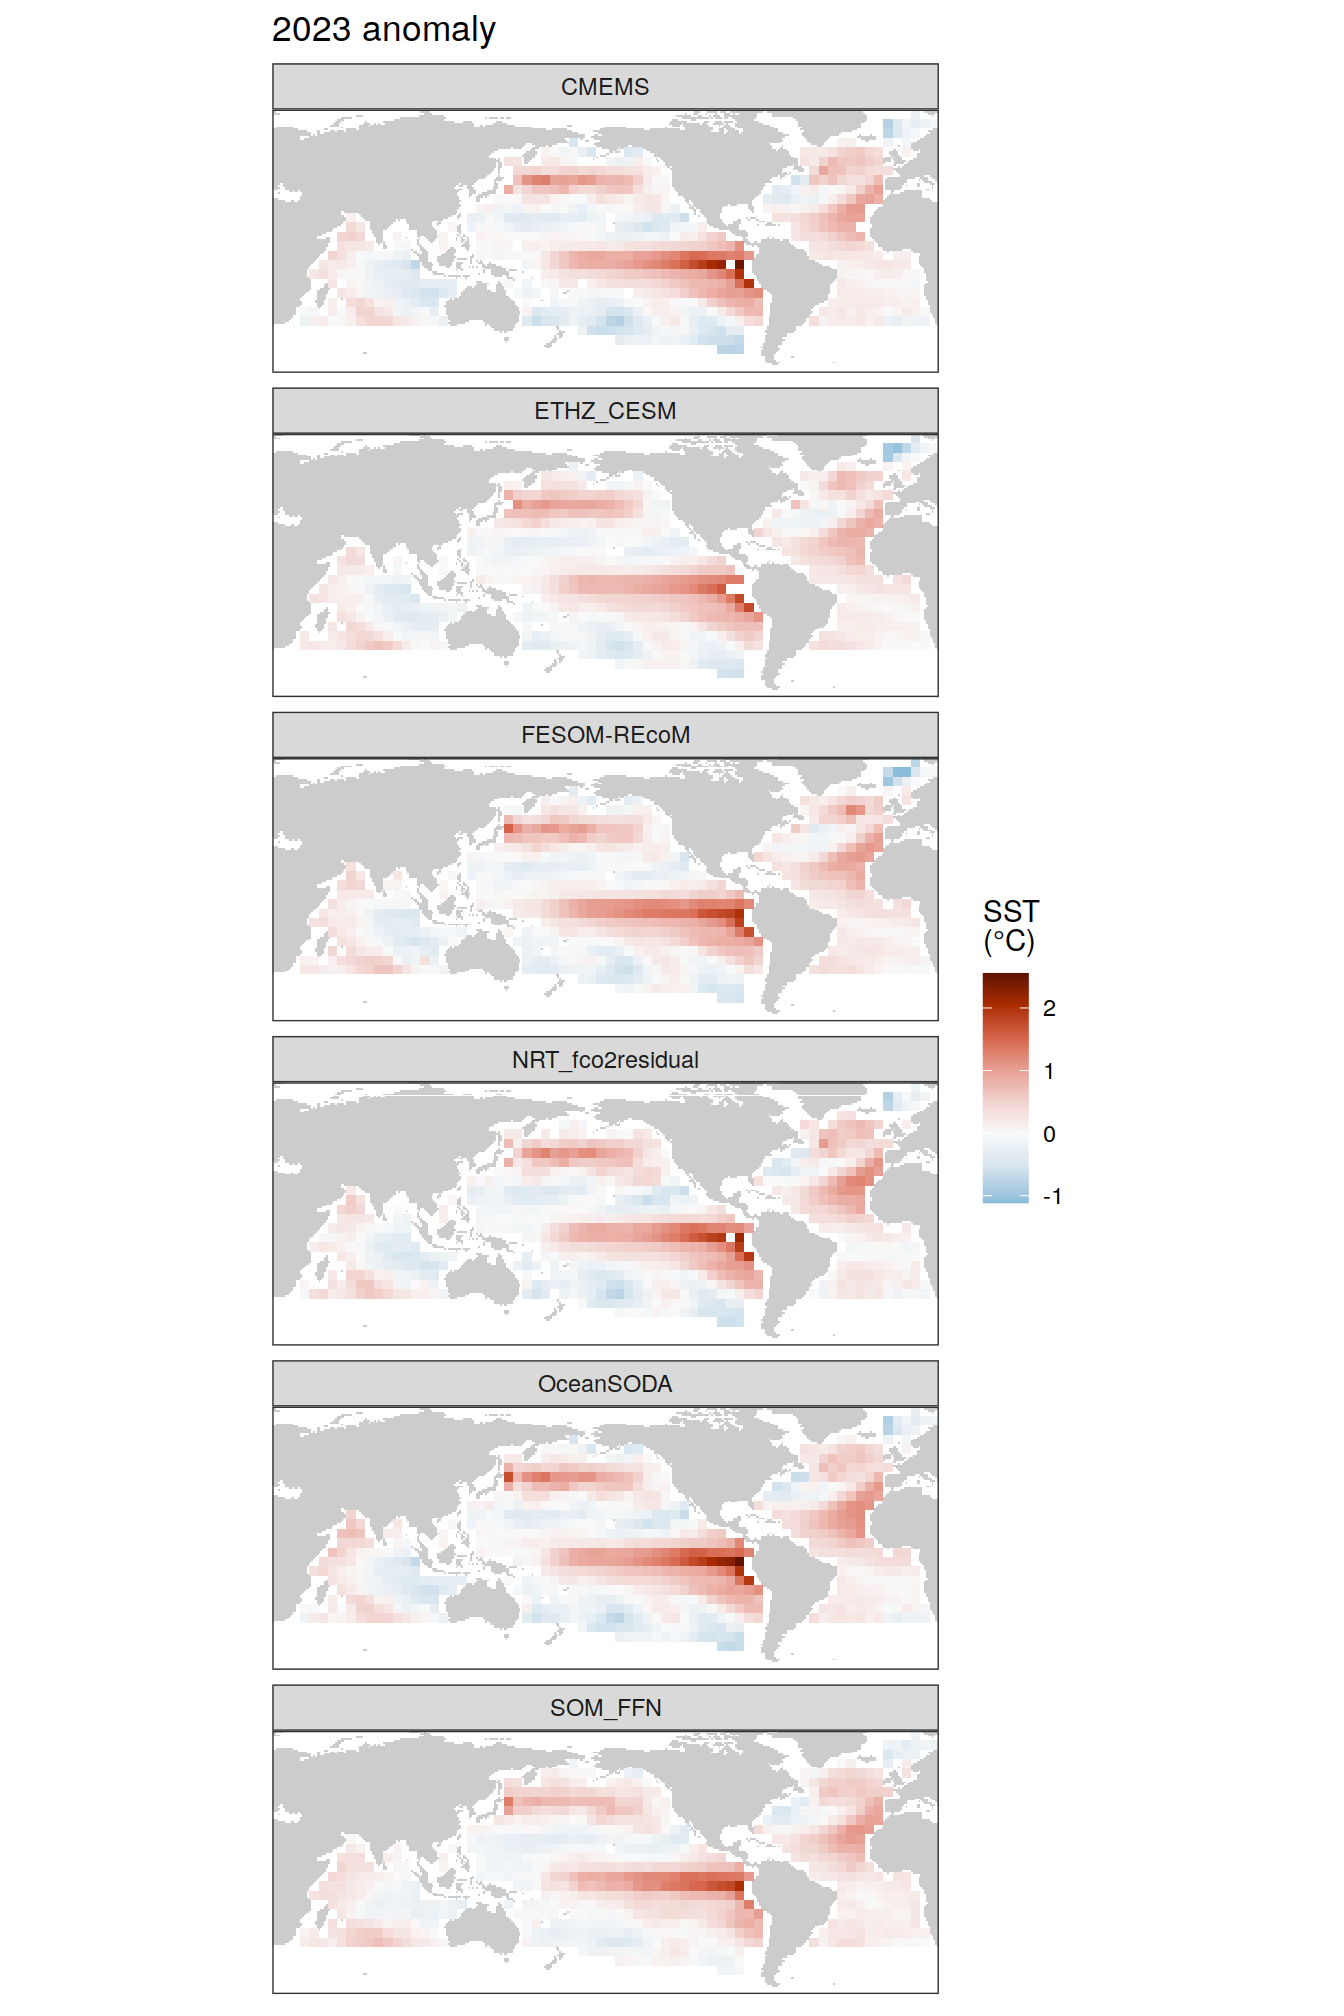 2023 anomaly
CMEMS
ETHZ_CESM
FESOM-REcoM
SST
(°C)
2
1
0
-1
NRT_fco2residual
OceanSODA
SOM_FFN